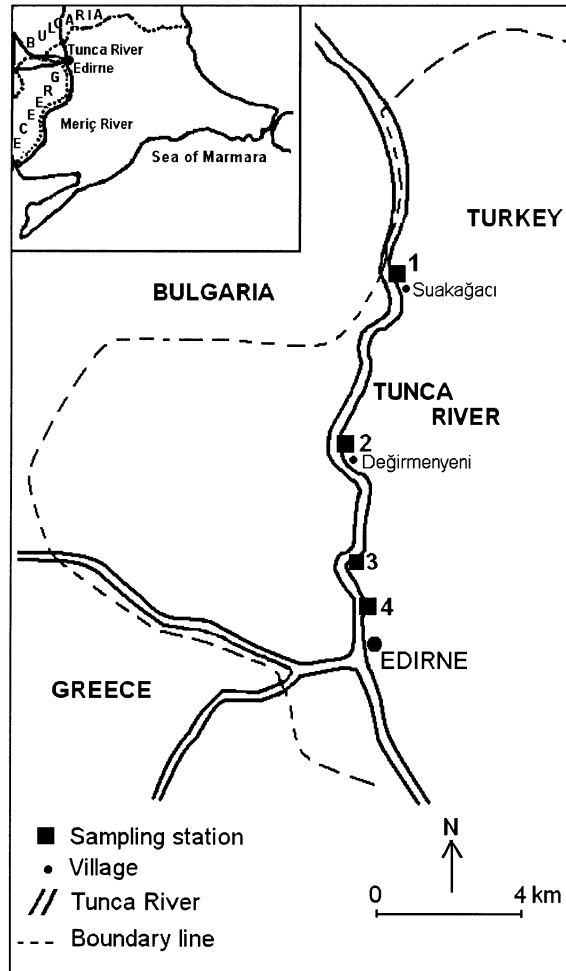 BULGARIA
Tunca River
Edirne
GREECE
Meriç River
Sea of Marmara
TURKEY
BULGARIA
1
Suakağacı
TUNCA
RIVER
2
Değirmenyeni
3
4
EDIRNE
GREECE
Sampling station
Village
Tunca River
Boundary line
N
0 4 km